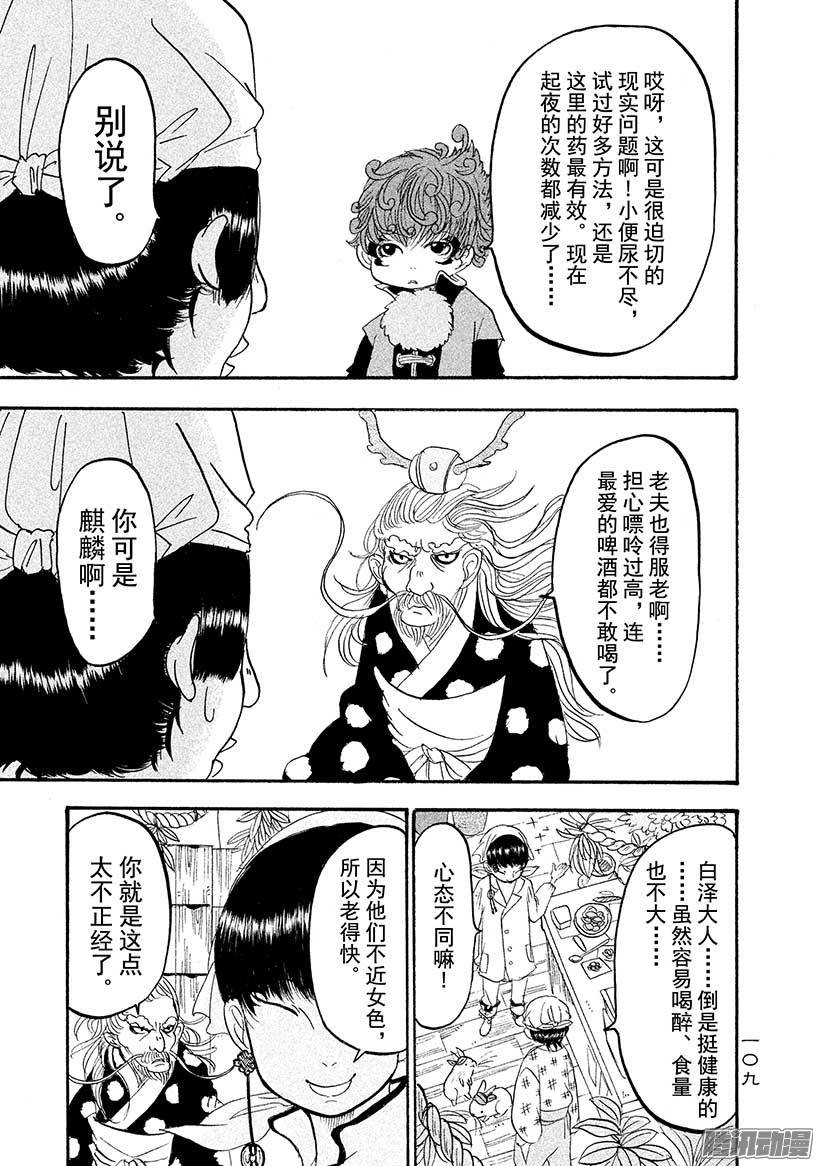 哎呀，这可是很迫切的
现实问题啊！小便尿不尽，
试过好多方法，还是
这里的药最有效。现在
起夜的次数都减少了……
别说了。
老夫也得服老啊……
担心嘌呤过高，连
最爱的啤酒都不敢喝了。
你可是
麒麟啊……
白泽大人……倒是挺健康的
……虽然容易喝醉、食量
也不大……
心态不同嘛！
因为他们不近女色，
所以老得快。
你就是这点
太不正经了。
一〇九
腾讯动漫